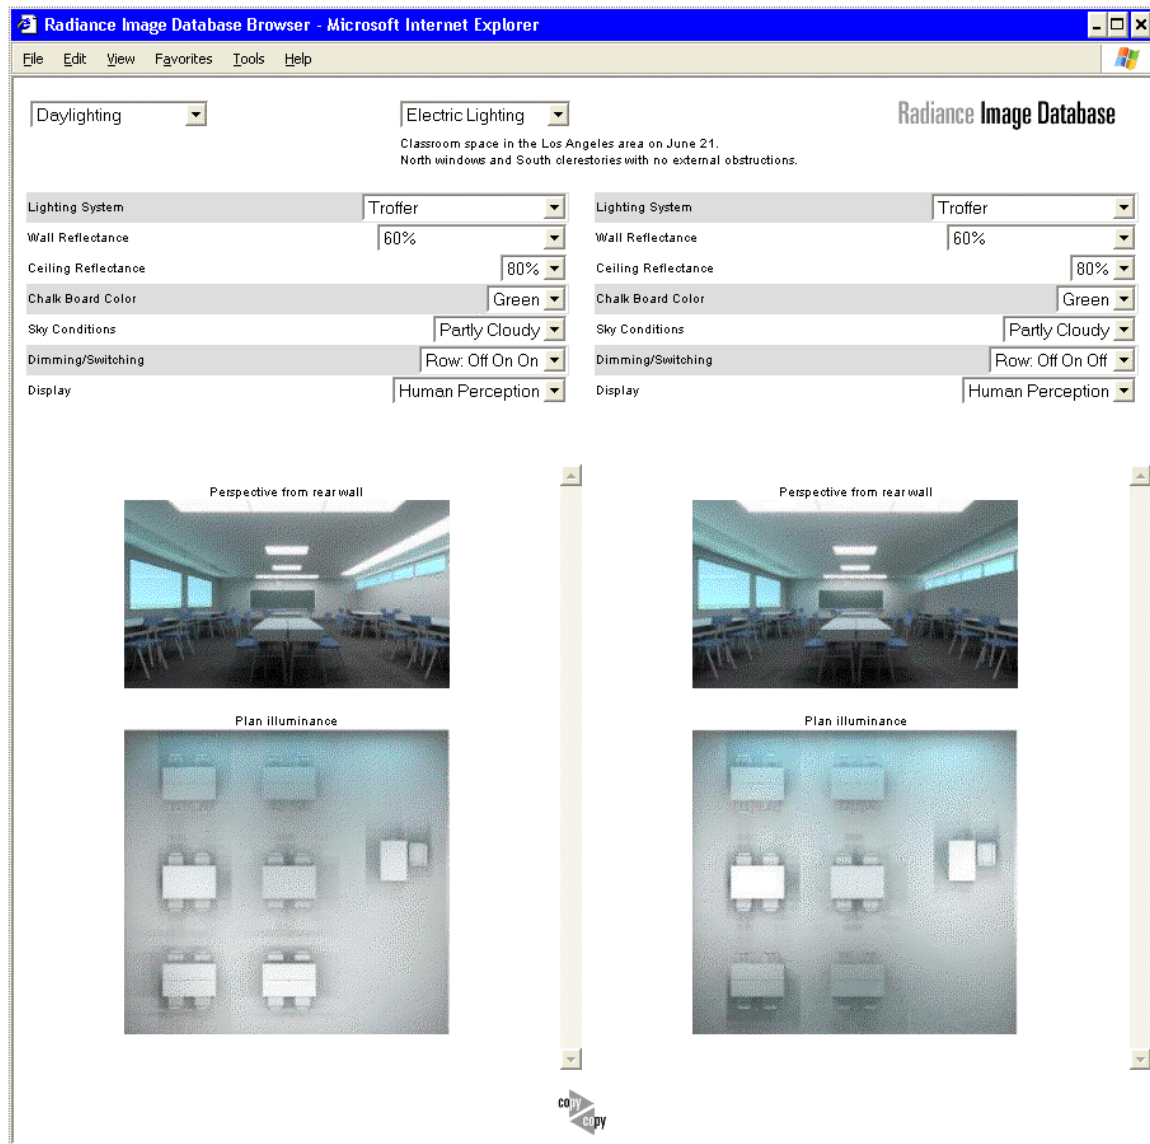 Radiance Image Database Browser - Microsoft Internet Explorer
File Edit View Favorites Tools Help
Daylighting
Electric Lighting
Radiance Image Database
Classroom space in the Los Angeles area on June 21.
North windows and South clerestories with no external obstructions.
Lighting System Troffer Lighting System Troffer
Wall Reflectance 60% Wall Reflectance 60%
Ceiling Reflectance 80% Ceiling Reflectance 80%
Chalk Board Color Green Chalk Board Color Green
Sky Conditions Partly Cloudy Sky Conditions Partly Cloudy
Dimming/Switching Row: Off On On Dimming/Switching Row: Off On Off
Display Human Perception Display Human Perception
Perspective from rear wall Perspective from rear wall
Plan illuminance Plan illuminance
copy
copy